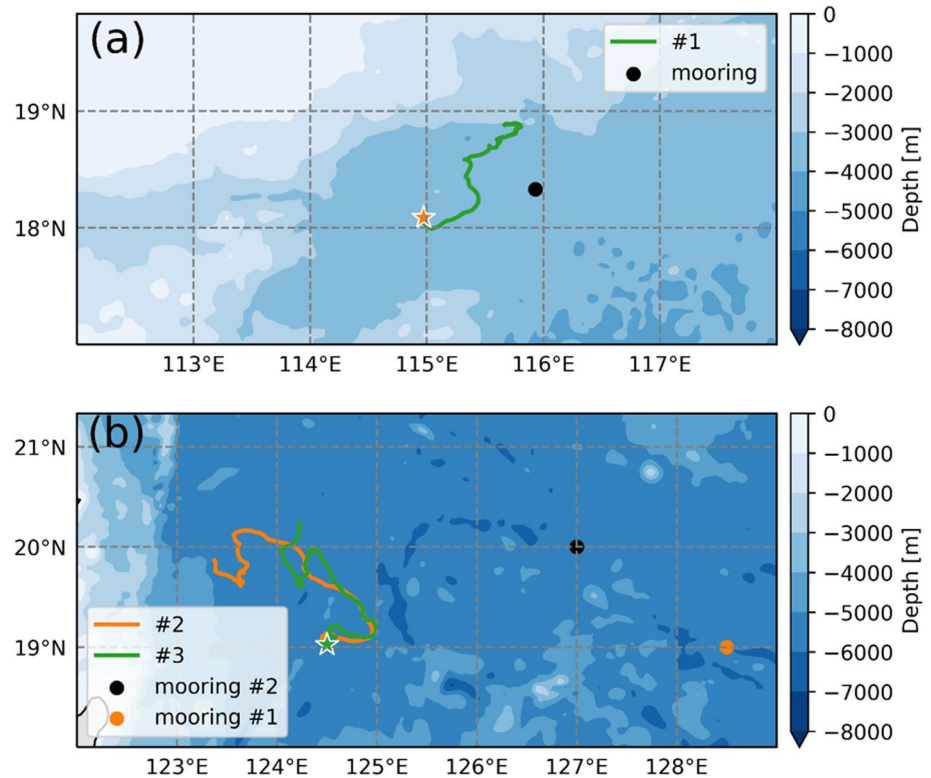 (a)
#1
mooring
19°N
18°N
113°E 114°E 115°E 116°E 117°E
0
−1000
−2000
−3000
−4000
−5000
−6000
−7000
−8000
Depth [m]
(b)
21°N
20°N
19°N
#2
#3
mooring #2
mooring #1
123°E 124°E 125°E 126°E 127°E 128°E
0
−1000
−2000
−3000
−4000
−5000
−6000
−7000
−8000
Depth [m]